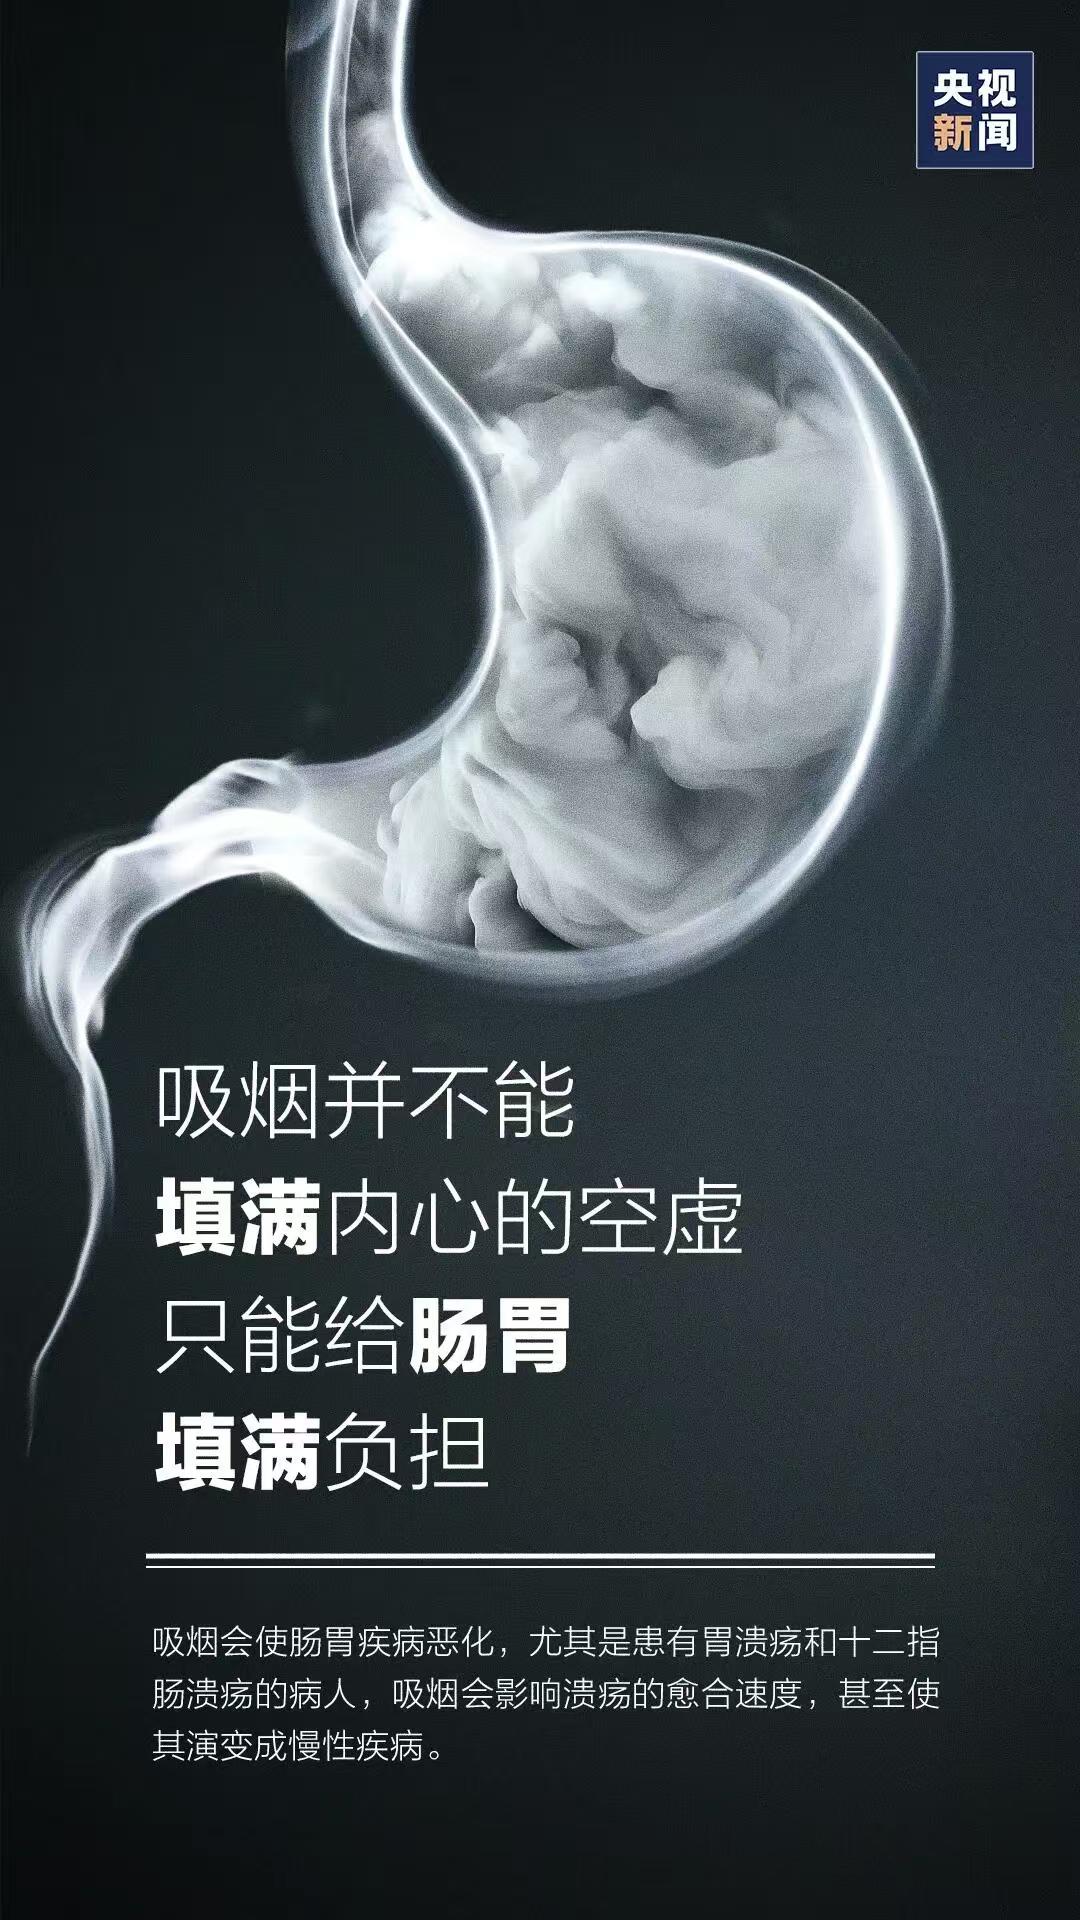 央视
新闻
吸烟并不能
填满内心的空虚
只能给肠胃
填满负担
吸烟会使肠胃疾病恶化，尤其是患有胃溃疡和十二指
肠溃疡的病人，吸烟会影响溃疡的愈合速度，甚至使
其演变成慢性疾病。